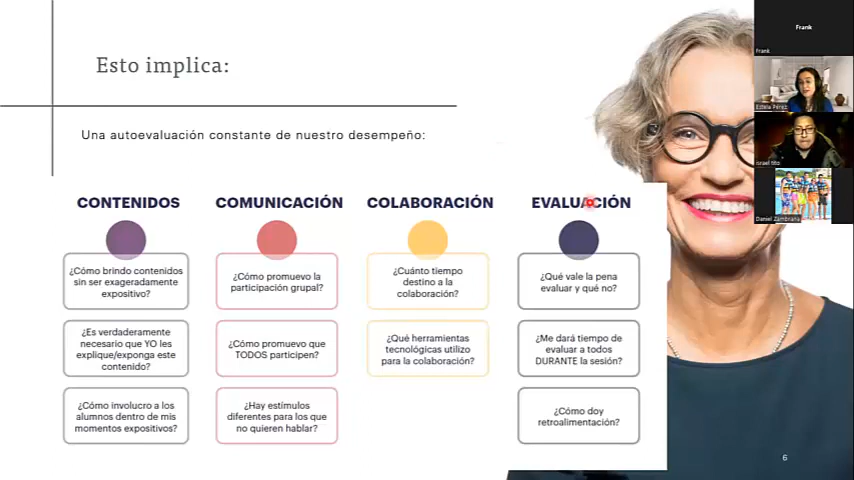 Esto implica:
Una autoevaluación constante de nuestro desempeño:
CONTENIDOS
¿Cómo brindo contenidos
sin ser exageradamente
expositivo?
¿Es verdaderamente
necesario que YO les
explique/exponga este
contenido?
¿Cómo involucro a los
alumnos dentro de mis
momentos expositivos?
COMUNICACIÓN
¿Cómo promuevo la
participación grupal?
¿Cómo promuevo que
TODOS participen?
¿Hay estímulos
diferentes para los que
no quieren hablar?
COLABORACIÓN
¿Cuánto tiempo
destino a la
colaboración?
¿Qué herramientas
tecnológicas utilizo
para la colaboración?
EVALUACIÓN
¿Qué vale la pena
evaluar y qué no?
¿Me dará tiempo de
evaluar a todos
DURANTE la sesión?
¿Cómo doy
retroalimentación?
6
Frank
Frank
Estela Pérez
israel tito
Daniel Zambrana